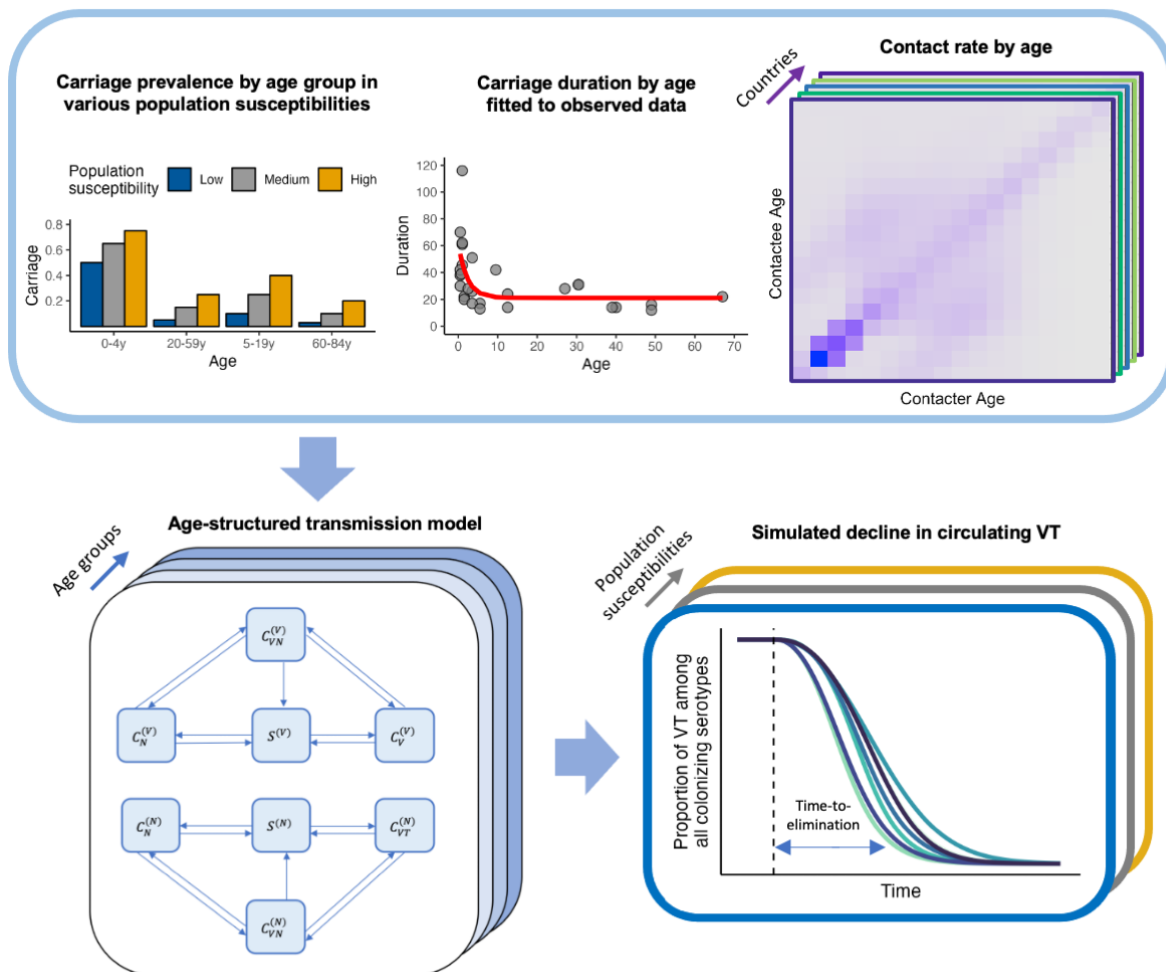 Carriage prevalence by age group in
various population susceptibilities
Population
susceptibility
Low
Medium
High
Carriage
0.8
0.6
0.4
0.2
0-4y
20-59y
5-19y
60-84y
Age
Carriage duration by age
fitted to observed data
Duration
120
100
80
60
40
20
0
0
10
20
30
40
50
60
70
Age
Contact rate by age
Countries
Contactee Age
Contacter Age
Age-structured transmission model
Age groups
C_{VN}^{(V)}
C_N^{(V)}
S^{(V)}
C_V^{(V)}
C_N^{(N)}
S^{(N)}
C_{VT}^{(N)}
C_{VN}^{(N)}
Simulated decline in circulating VT
Population
susceptibilities
Proportion of VT among
all colonizing serotypes
Time-to-
elimination
Time